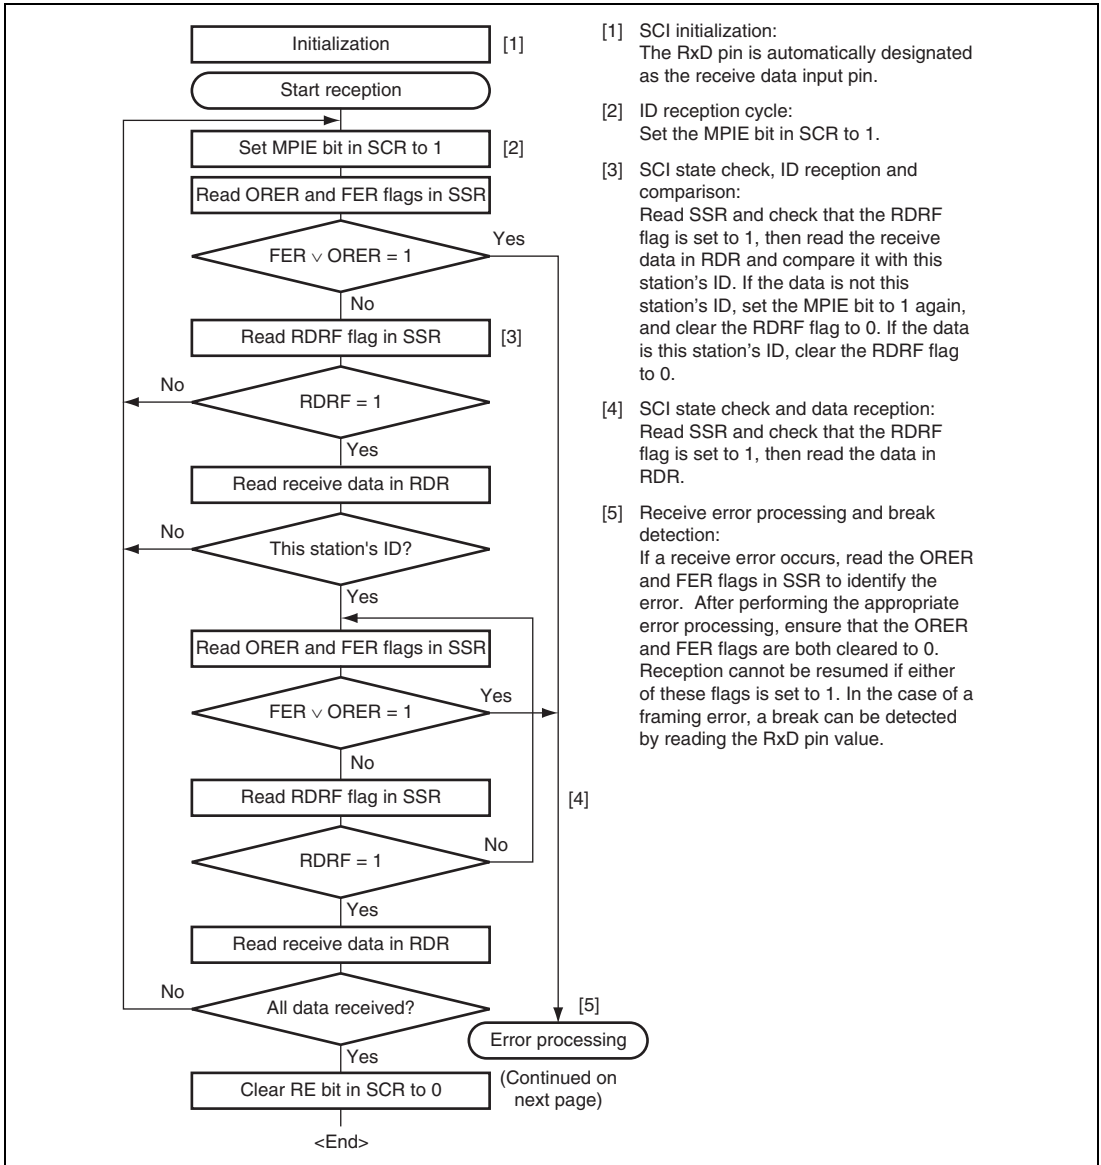 Initialization
[1]
Start reception
Set MPIE bit in SCR to 1
[2]
Read ORER and FER flags in SSR
FER ∨ ORER = 1
Yes
No
Read RDRF flag in SSR
[3]
No
RDRF = 1
Yes
Read receive data in RDR
No
This station's ID?
Yes
Read ORER and FER flags in SSR
Yes
FER ∨ ORER = 1
No
Read RDRF flag in SSR
[4]
No
RDRF = 1
Yes
Read receive data in RDR
No
All data received?
[5]
Error processing
Yes
(Continued on
next page)
Clear RE bit in SCR to 0
<End>
[1] SCI initialization:
The RxD pin is automatically designated
as the receive data input pin.
[2] ID reception cycle:
Set the MPIE bit in SCR to 1.
[3] SCI state check, ID reception and
comparison:
Read SSR and check that the RDRF
flag is set to 1, then read the receive
data in RDR and compare it with this
station's ID. If the data is not this
station's ID, set the MPIE bit to 1 again,
and clear the RDRF flag to 0. If the data
is this station's ID, clear the RDRF flag
to 0.
[4] SCI state check and data reception:
Read SSR and check that the RDRF
flag is set to 1, then read the data in
RDR.
[5] Receive error processing and break
detection:
If a receive error occurs, read the ORER
and FER flags in SSR to identify the
error. After performing the appropriate
error processing, ensure that the ORER
and FER flags are both cleared to 0.
Reception cannot be resumed if either
of these flags is set to 1. In the case of a
framing error, a break can be detected
by reading the RxD pin value.